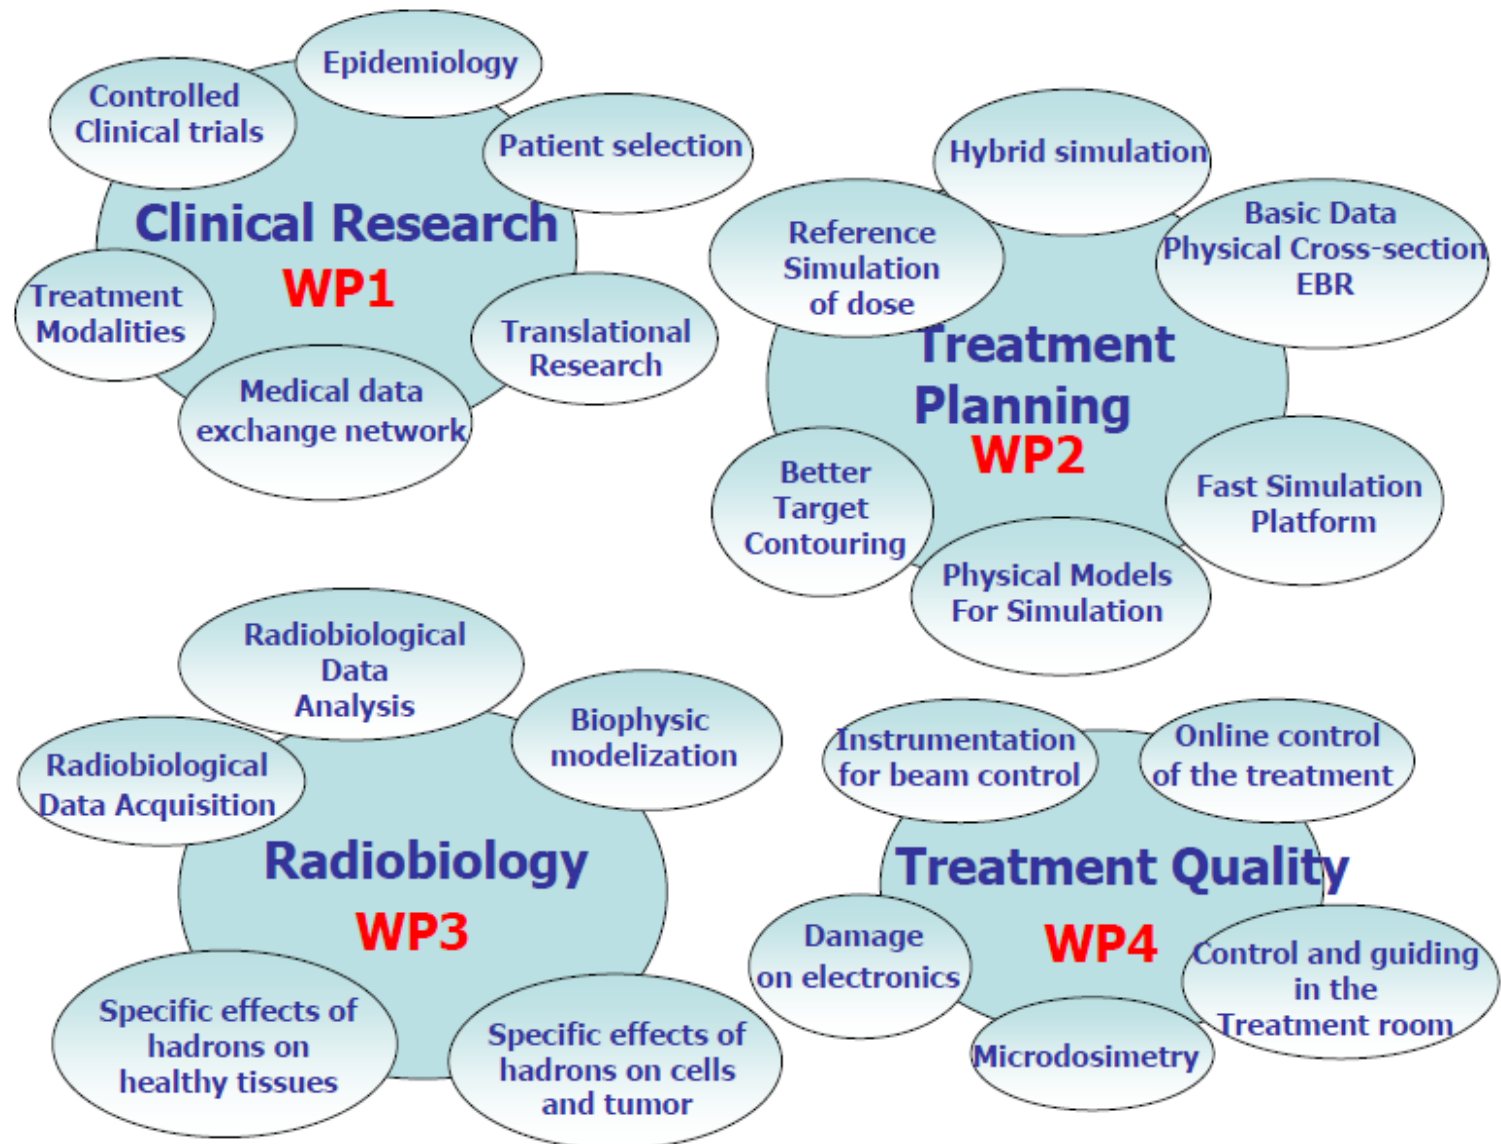 Epidemiology
Controlled
Clinical trials
Patient selection
Clinical Research
WP1
Treatment
Modalities
Translational
Research
Medical data
exchange network
Hybrid simulation
Reference
Simulation
of dose
Basic Data
Physical Cross-section
EBR
Treatment
Planning
WP2
Better
Target
Contouring
Fast Simulation
Platform
Physical Models
For Simulation
Radiobiological
Data
Analysis
Biophysic
modelization
Radiobiological
Data Acquisition
Radiobiology
WP3
Specific effects of
hadrons on
healthy tissues
Specific effects of
hadrons on cells
and tumor
Instrumentation
for beam control
Online control
of the treatment
Treatment Quality
WP4
Damage
on electronics
Control and guiding
in the
Treatment room
Microdosimetry